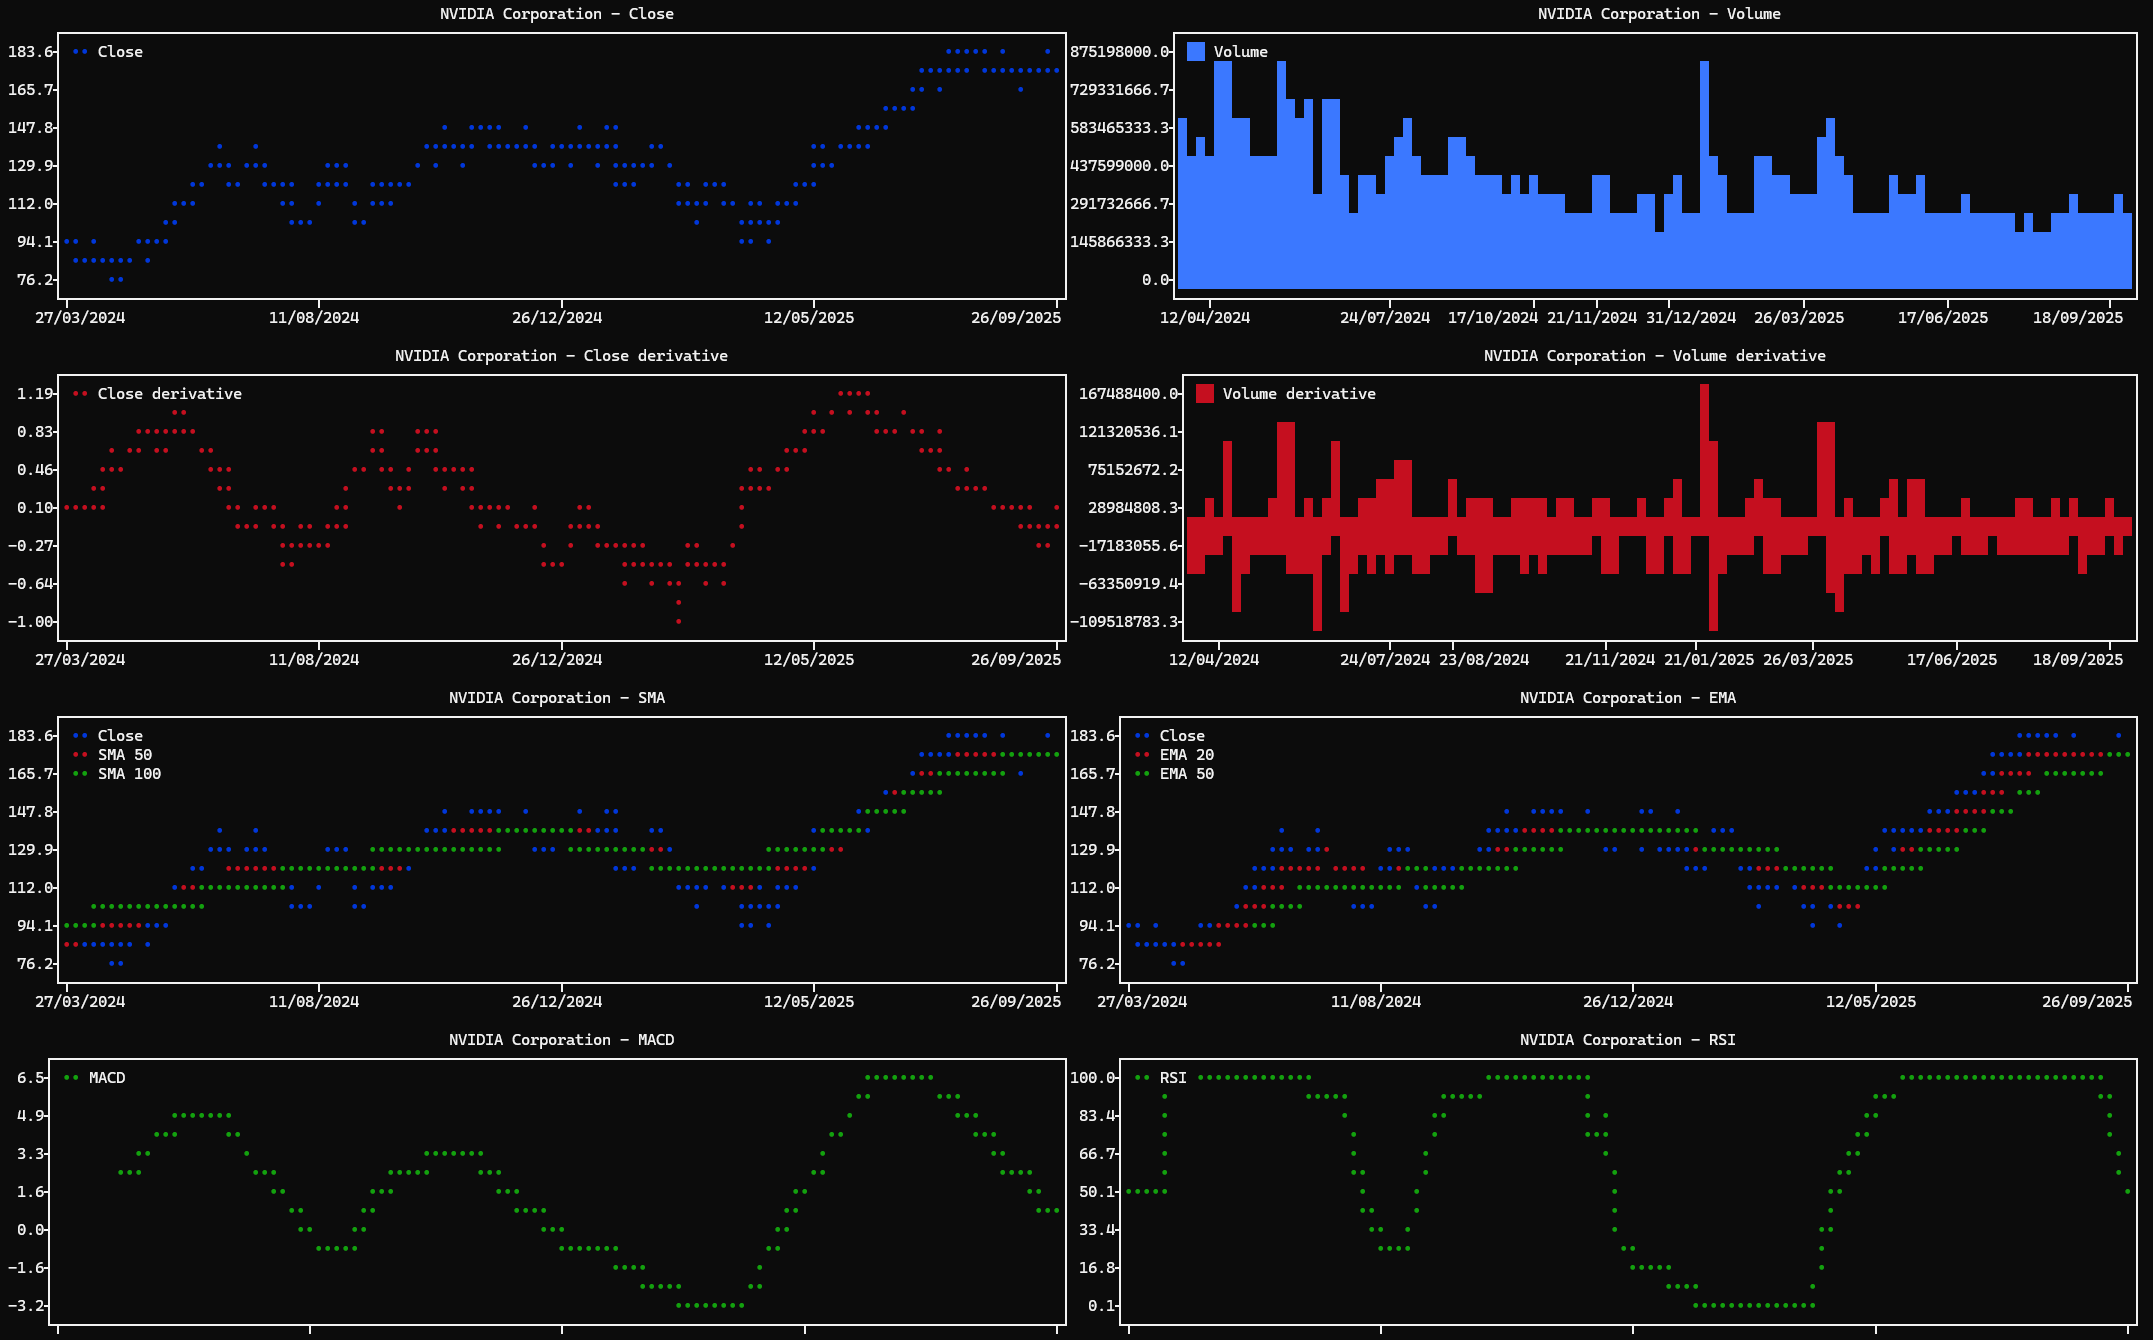 NVIDIA Corporation – Close
183.6
165.7
147.8
129.9
112.0
94.1
76.2
Close
27/03/2024 11/08/2024 26/12/2024 12/05/2025 26/09/2025
NVIDIA Corporation – Volume
875198000.0
729331666.7
583465333.3
437599000.0
291732666.7
145866333.3
0.0
Volume
12/04/2024 24/07/2024 17/10/2024 21/11/2024 31/12/2024 26/03/2025 17/06/2025 18/09/2025
NVIDIA Corporation – Close derivative
1.19
0.83
0.46
0.10
−0.27
−0.64
−1.00
Close derivative
27/03/2024 11/08/2024 26/12/2024 12/05/2025 26/09/2025
NVIDIA Corporation – Volume derivative
167488400.0
121320536.1
75152672.2
28984808.3
−17183055.6
−63350919.4
−109518783.3
Volume derivative
12/04/2024 24/07/2024 23/08/2024 21/11/2024 21/01/2025 26/03/2025 17/06/2025 18/09/2025
NVIDIA Corporation – SMA
183.6
165.7
147.8
129.9
112.0
94.1
76.2
Close
SMA 50
SMA 100
27/03/2024 11/08/2024 26/12/2024 12/05/2025 26/09/2025
NVIDIA Corporation – EMA
183.6
165.7
147.8
129.9
112.0
94.1
76.2
Close
EMA 20
EMA 50
27/03/2024 11/08/2024 26/12/2024 12/05/2025 26/09/2025
NVIDIA Corporation – MACD
6.5
4.9
3.3
1.6
0.0
−1.6
−3.2
MACD
NVIDIA Corporation – RSI
100.0
83.4
66.7
50.1
33.4
16.8
0.1
RSI